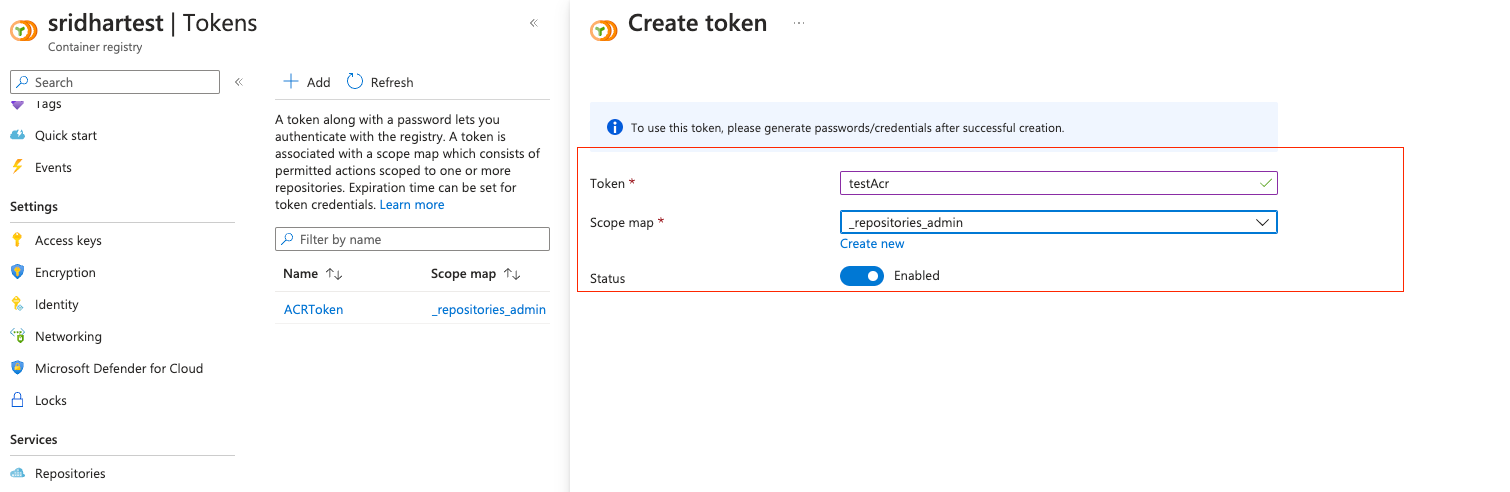 sridhartest | Tokens
Container registry
Search
Tags
Quick start
Events
Settings
Access keys
Encryption
Identity
Networking
Microsoft Defender for Cloud
Locks
Services
Repositories
Add
Refresh
A token along with a password lets you
authenticate with the registry. A token is
associated with a scope map which consists of
permitted actions scoped to one or more
repositories. Expiration time can be set for
token credentials. Learn more
Filter by name
Name
Scope map
ACRToken
_repositories_admin
Create token
To use this token, please generate passwords/credentials after successful creation.
Token *
testAcr
Scope map *
_repositories_admin
Create new
Status
Enabled